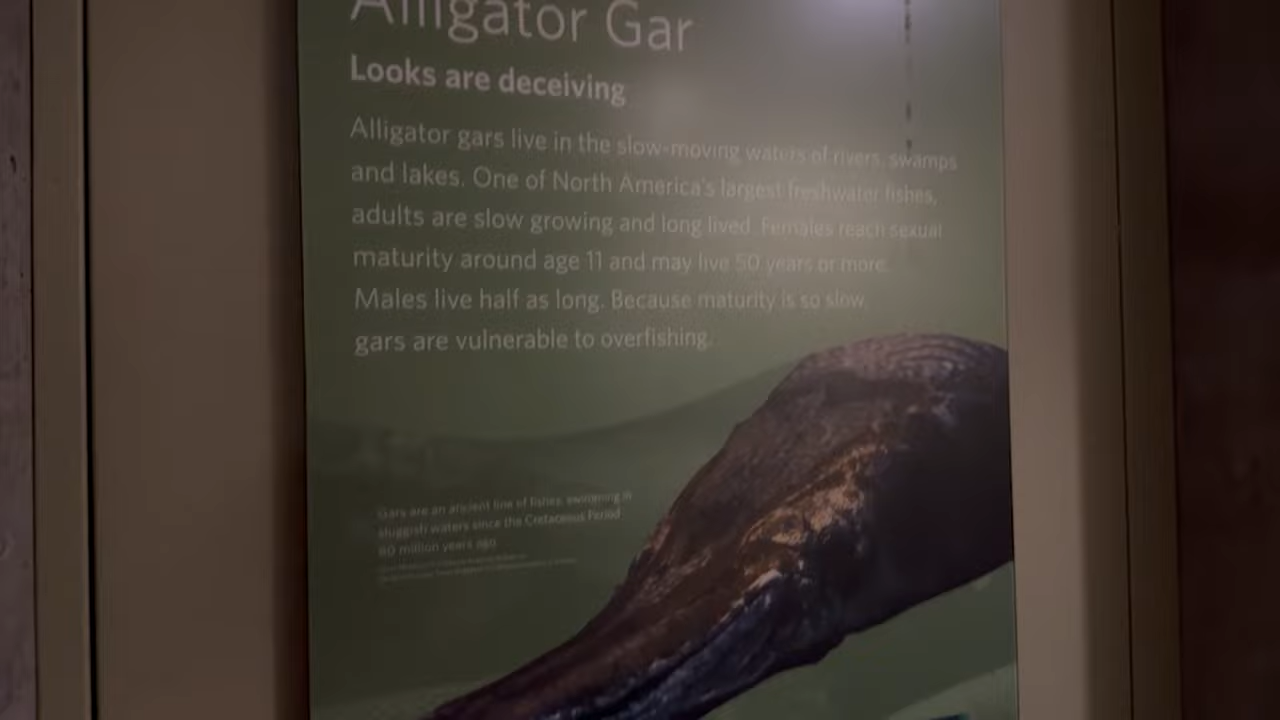 Alligator Gar
Looks are deceiving
Alligator gars live in the slow-moving waters of rivers, swamps
and lakes. One of North America's largest freshwater fishes,
adults are slow growing and long lived. Females reach sexual
maturity around age 11 and may live 50 years or more.
Males live half as long. Because maturity is so slow,
gars are vulnerable to overfishing.
Gars are an ancient line of fishes, swimming in
sluggish waters since the Cretaceous Period
million years ago